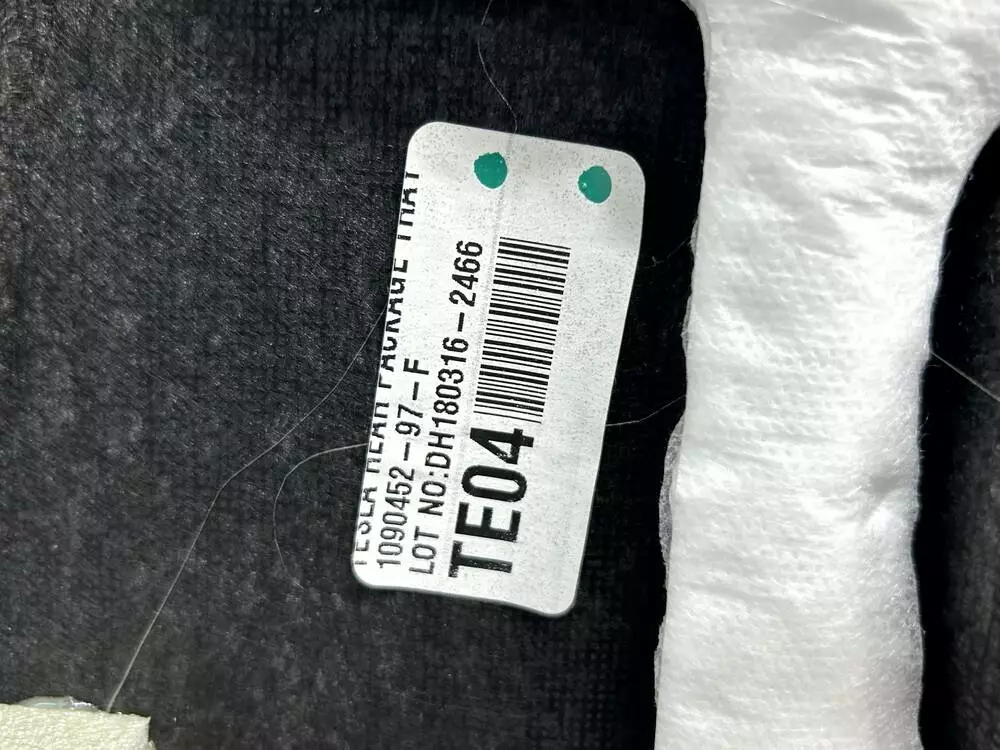 TESLA REAR PACKAGE TRAY
1090452-97-F
LOT NO:DH180316-2466
TE04